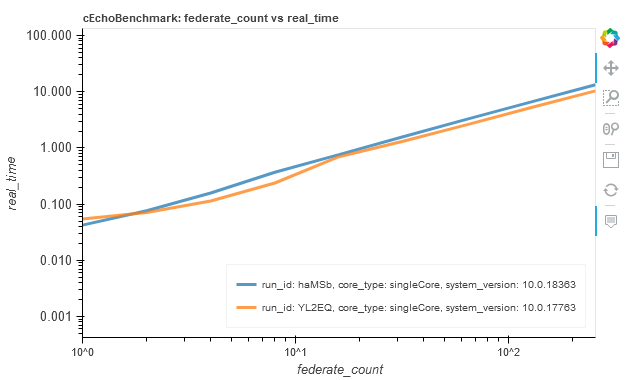 cEchoBenchmark: federate_count vs real_time
100.000
10.000
1.000
0.100
0.010
0.001
real_time
run_id: haMSb, core_type: singleCore, system_version: 10.0.18363
run_id: YL2EQ, core_type: singleCore, system_version: 10.0.17763
10^0
10^1
10^2
federate_count